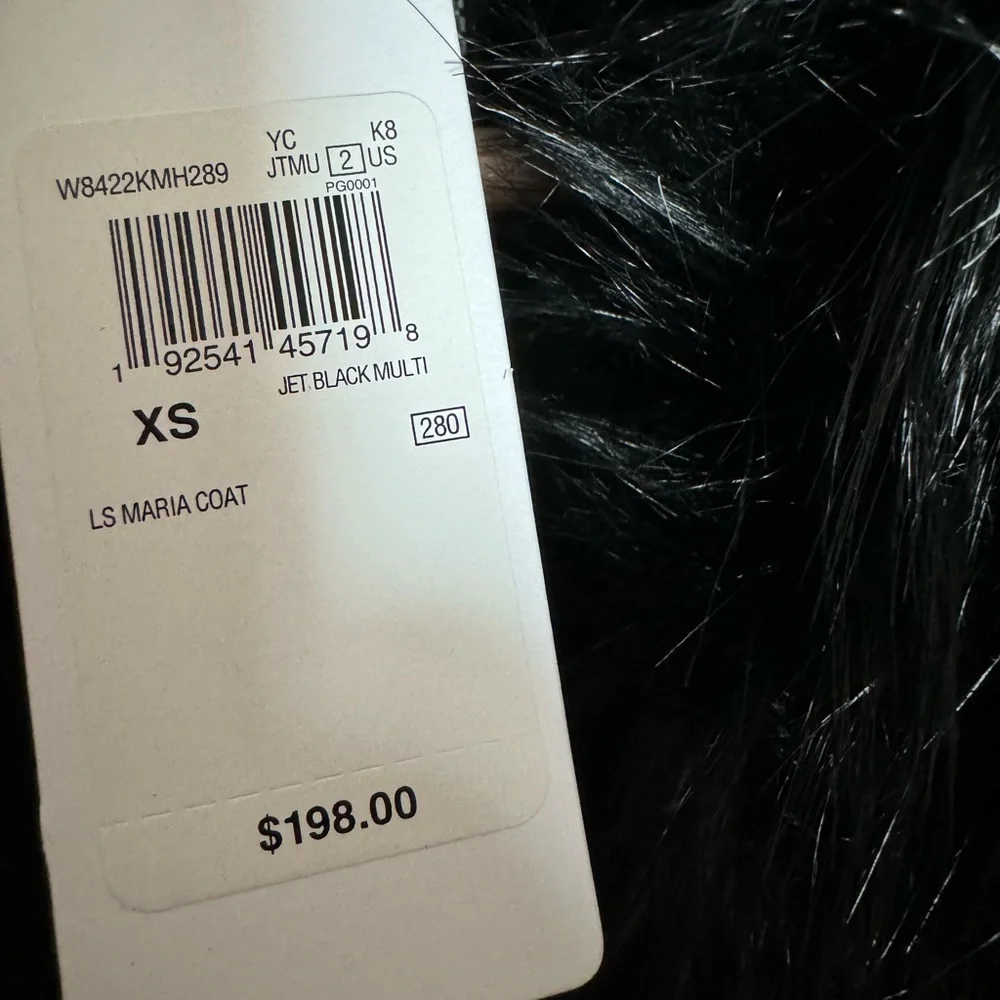 YC K8
W8422KMH289 JTMU 2 US
PG0001
1 92541 45719 8
JET BLACK MULTI
XS
280
LS MARIA COAT
$198.00